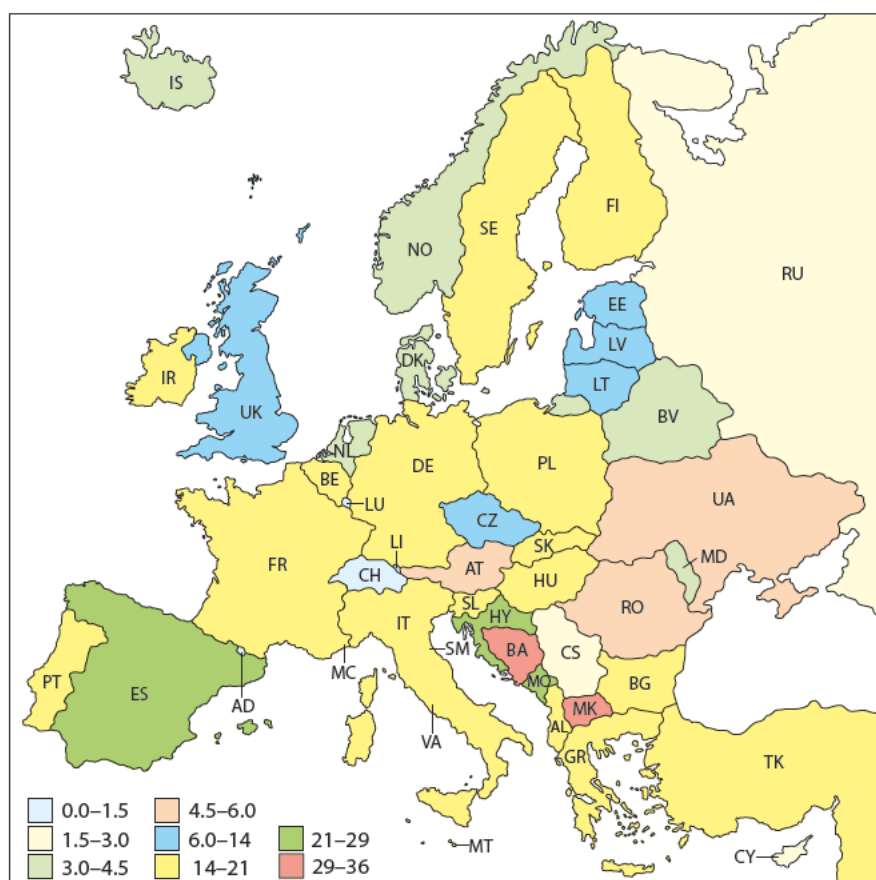 IS
RU
FI
SE
NO
EE
LV
DK
LT
IR
BV
UK
NL
DE
PL
BE
UA
LU
CZ
LI
SK
MD
FR
CH
AT
HU
RO
SL
HY
IT
BA
SM
CS
MC
PT
MO
BG
ES
AD
MK
AL
VA
GR
TK
MT
CY
0.0–1.5
4.5–6.0
1.5–3.0
6.0–14
21–29
3.0–4.5
14–21
29–36